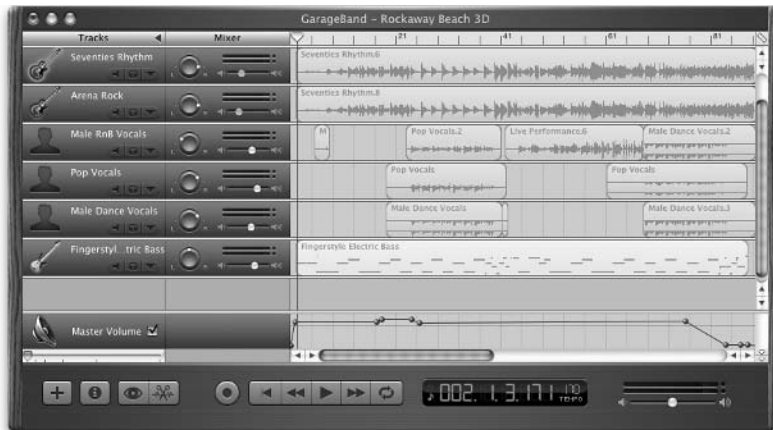 GarageBand – Rockaway Beach 3D
Tracks Mixer 21 41 61 81
Seventies Rhythm
Seventies Rhythm.6
Arena Rock
Seventies Rhythm.8
Male RnB Vocals
M Pop Vocals.2 Live Performance.6 Male Dance Vocals.2
Pop Vocals
Pop Vocals Pop Vocals
Male Dance Vocals
Male Dance Vocals Male Dance Vocals.3
Fingerstyl...tric Bass
Fingerstyle Electric Bass
Master Volume
002. 1. 3. 171 TEMPO